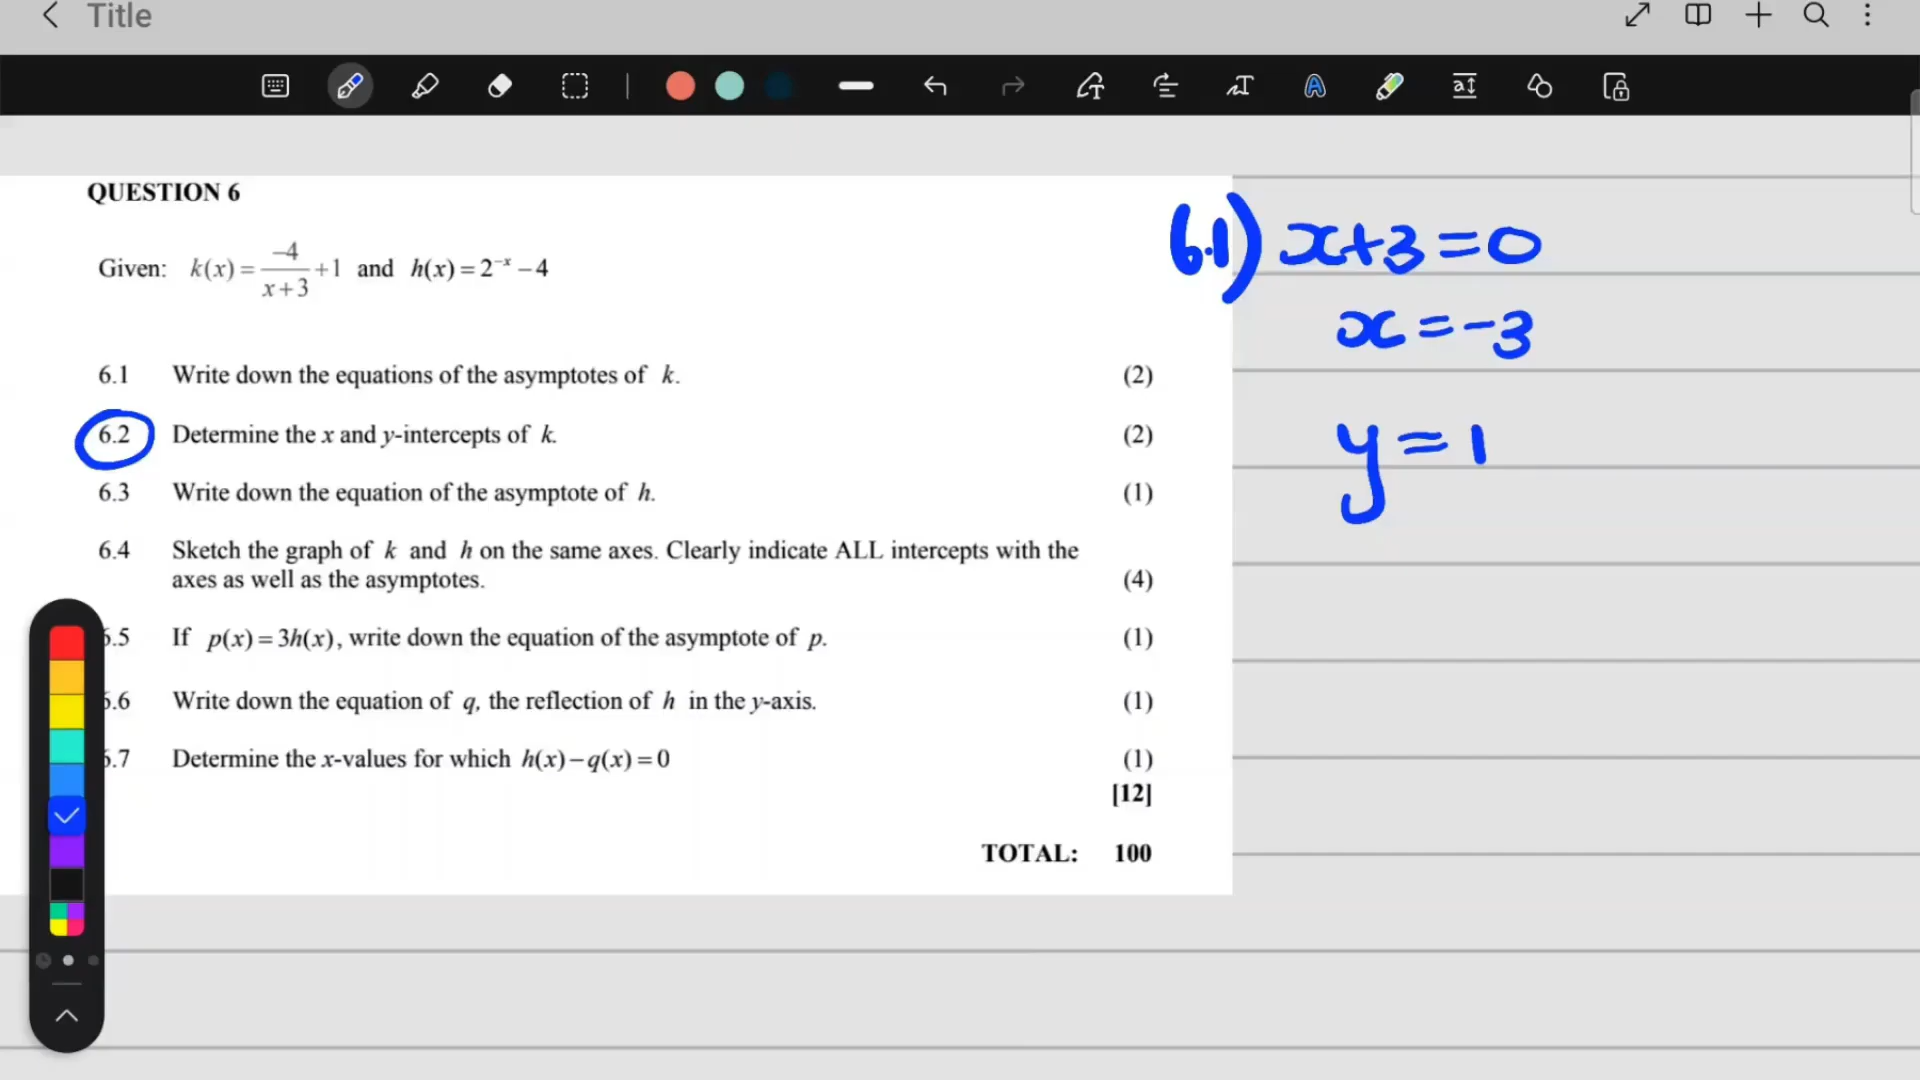 Title
QUESTION 6
Given: k(x) = -4/(x+3) + 1 and h(x) = 2^{-x} - 4
6.1 Write down the equations of the asymptotes of k. (2)
6.2 Determine the x and y-intercepts of k. (2)
6.3 Write down the equation of the asymptote of h. (1)
6.4 Sketch the graph of k and h on the same axes. Clearly indicate ALL intercepts with the
axes as well as the asymptotes. (4)
6.5 If p(x) = 3h(x), write down the equation of the asymptote of p. (1)
6.6 Write down the equation of q, the reflection of h in the y-axis. (1)
6.7 Determine the x-values for which h(x) - q(x) = 0 (1)
[12]
TOTAL: 100
6.1) x+3=0
x=-3
y=1